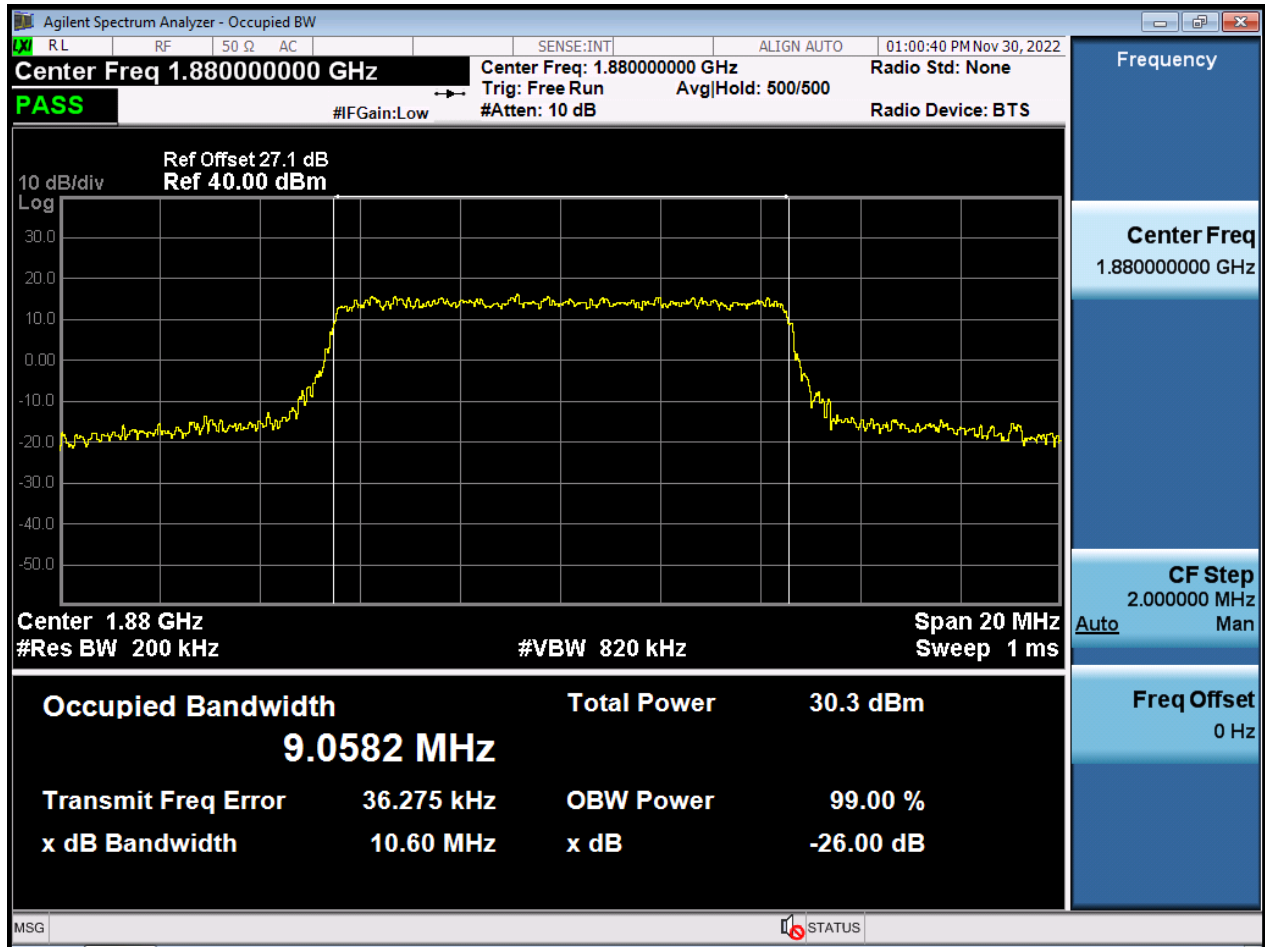 Agilent Spectrum Analyzer - Occupied BW
LXI RL RF 50 Ω AC SENSE:INT ALIGN AUTO 01:00:40 PM Nov 30, 2022
Center Freq 1.880000000 GHz
PASS
#IFGain:Low
Center Freq: 1.880000000 GHz
Trig: Free Run Avg|Hold: 500/500
#Atten: 10 dB
Radio Std: None
Radio Device: BTS
Ref Offset 27.1 dB
10 dB/div Ref 40.00 dBm
Log
30.0
20.0
10.0
0.00
-10.0
-20.0
-30.0
-40.0
-50.0
Center 1.88 GHz Span 20 MHz
#Res BW 200 kHz #VBW 820 kHz Sweep 1 ms
Occupied Bandwidth Total Power 30.3 dBm
9.0582 MHz
Transmit Freq Error 36.275 kHz OBW Power 99.00 %
x dB Bandwidth 10.60 MHz x dB -26.00 dB
MSG STATUS
Frequency
Center Freq
1.880000000 GHz
CF Step
2.000000 MHz
Auto Man
Freq Offset
0 Hz